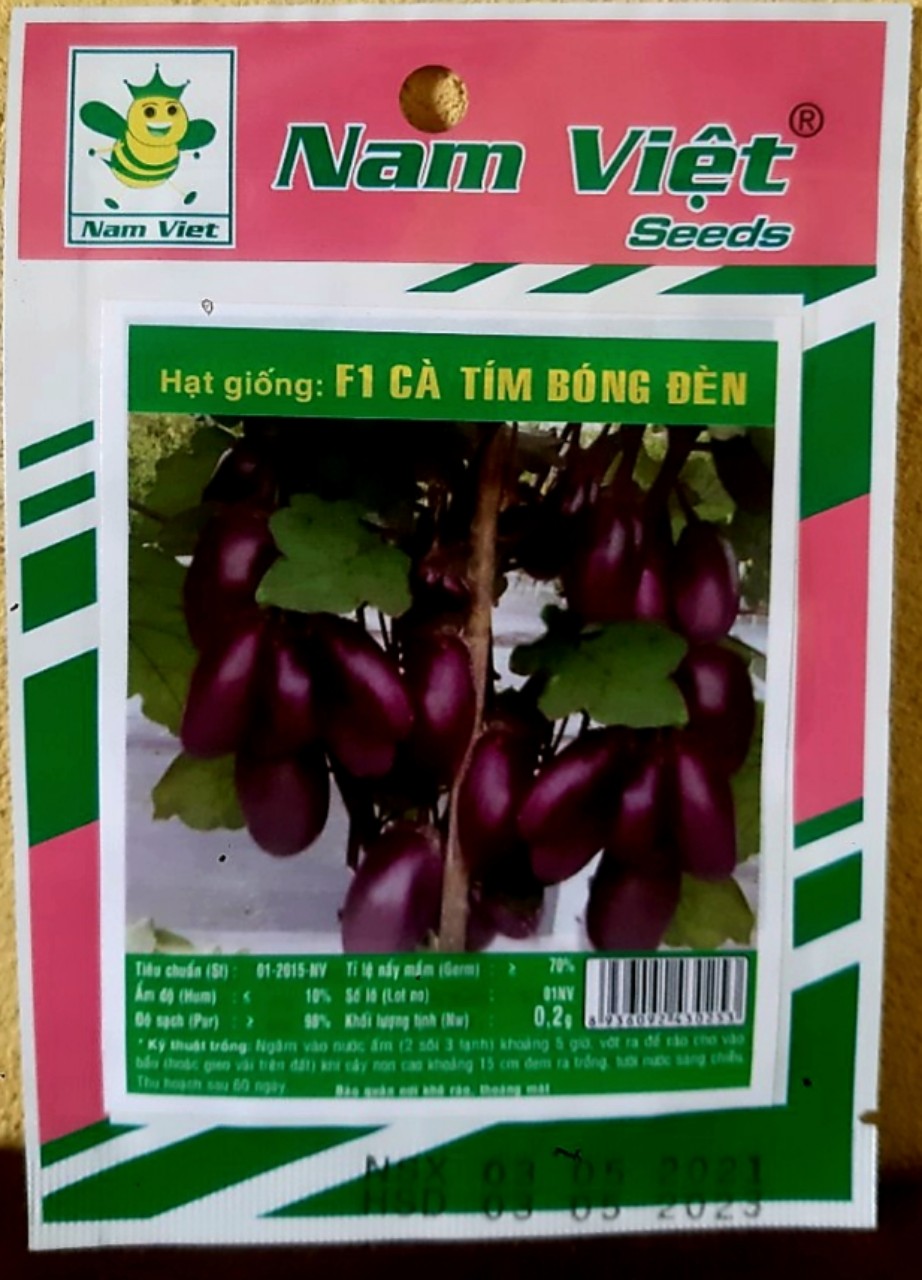 Nam Việt®
Seeds
Nam Viet
Hạt giống: F1 CÀ TÍM BÓNG ĐÈN
Tiêu chuẩn (St) : 01-2015-NV Tỉ lệ nẩy mầm (Germ) : ≥ 70%
Ẩm độ (Hum) : ≤ 10% Số lô (Lot no) : 01NV
Độ sạch (Pur) : ≥ 98% Khối lượng tịnh (Nw) : 0,2g
* Kỹ thuật trồng: Ngâm vào nước ấm (2 sôi 3 lạnh) khoảng 5 giờ, vớt ra để ráo cho vào
bầu (hoặc gieo vãi trên đất) khi cây non cao khoảng 15 cm đem ra trồng, tưới nước sáng chiều.
Thu hoạch sau 60 ngày
Bảo quản nơi khô ráo, thoáng mát
NSX 03 05 2021
HSD 03 05 2023